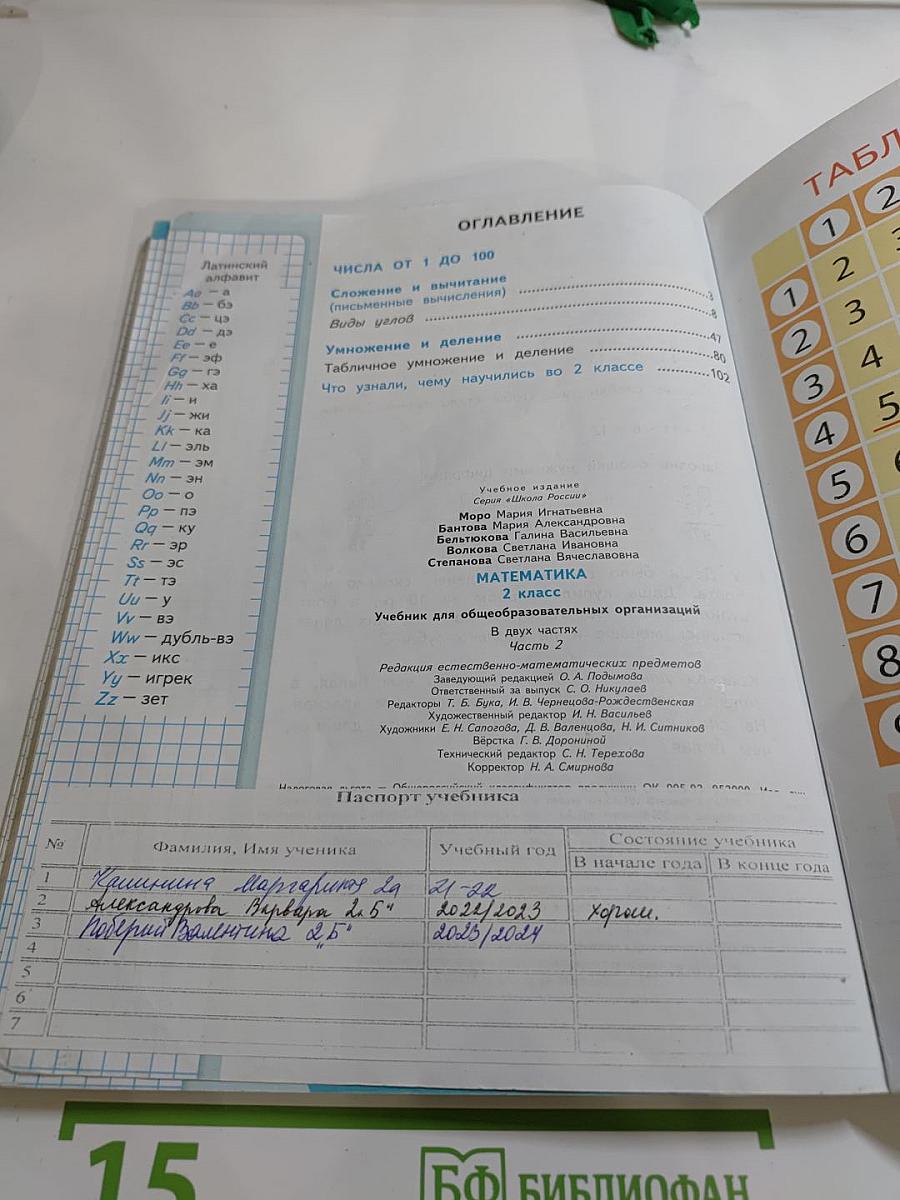 ОГЛАВЛЕНИЕ
ЧИСЛА ОТ 1 ДО 100
Сложение и вычитание
(письменные вычисления) ........ 3
Виды углов ........ 8
Умножение и деление ........ 47
Табличное умножение и деление ........ 80
Что узнали, чему научились во 2 классе ........ 102
Латинский
алфавит
Aa — а
Bb — бэ
Cc — цэ
Dd — дэ
Ee — е
Ff — эф
Gg — гэ
Hh — ха
Ii — и
Jj — жи
Kk — ка
Ll — эль
Mm — эм
Nn — эн
Oo — о
Pp — пэ
Qq — ку
Rr — эр
Ss — эс
Tt — тэ
Uu — у
Vv — вэ
Ww — дубль-вэ
Xx — икс
Yy — игрек
Zz — зет
Учебное издание
Серия «Школа России»
Моро Мария Игнатьевна
Бантова Мария Александровна
Бельтюкова Галина Васильевна
Волкова Светлана Ивановна
Степанова Светлана Вячеславовна
МАТЕМАТИКА
2 класс
Учебник для общеобразовательных организаций
В двух частях
Часть 2
Редакция естественно-математических предметов
Заведующий редакцией О. А. Подымова
Ответственный за выпуск С. О. Никулаев
Редакторы Т. Б. Бука, И. В. Чернецова-Рождественская
Художественный редактор И. Н. Васильев
Художники Е. Н. Сапогова, Д. В. Валенцова, Н. И. Ситников
Вёрстка Г. В. Дорониной
Технический редактор С. Н. Терехова
Корректор Н. А. Смирнова
Паспорт учебника
№ Фамилия, Имя ученика Учебный год Состояние учебника
В начале года В конце года
1 Калинина Маргарита 2а 21-22
2 Александрова Варвара 2„Б“ 2022/2023 хорош.
3 Валентина 2„Б“ 2023/2024
4
5
6
7
ТАБЛ
1 2
1 2 3
2 3
3 4
4 5
5 6
6
7
8
15
БФ БИБЛИОФАН